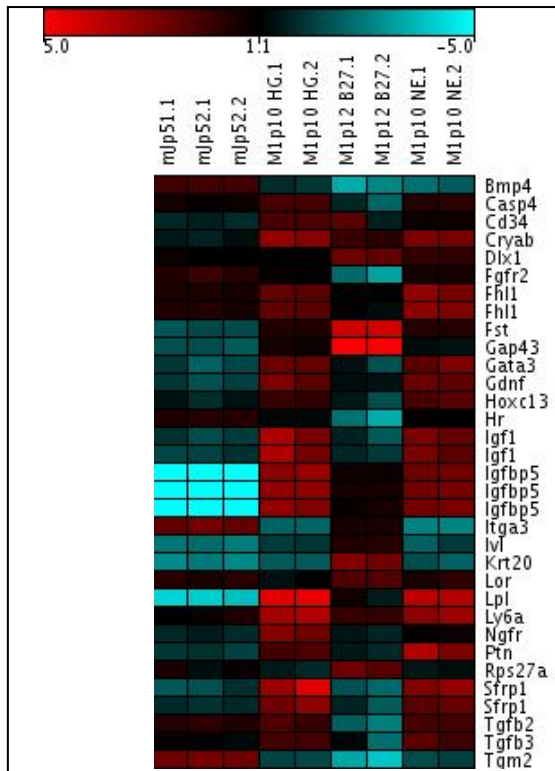 5.0 1:1 -5.0
mJp51.1
mJp52.1
mJp52.2
M1p10 HG.1
M1p10 HG.2
M1p12 B27.1
M1p12 B27.2
M1p10 NE.1
M1p10 NE.2
Bmp4
Casp4
Cd34
Cryab
Dlx1
Fgfr2
Fhl1
Fhl1
Fst
Gap43
Gata3
Gdnf
Hoxc13
Hr
Igf1
Igf1
Igfbp5
Igfbp5
Igfbp5
Itga3
Ivl
Krt20
Lor
Lpl
Ly6a
Ngfr
Ptn
Rps27a
Sfrp1
Sfrp1
Tgfb2
Tgfb3
Tgm2